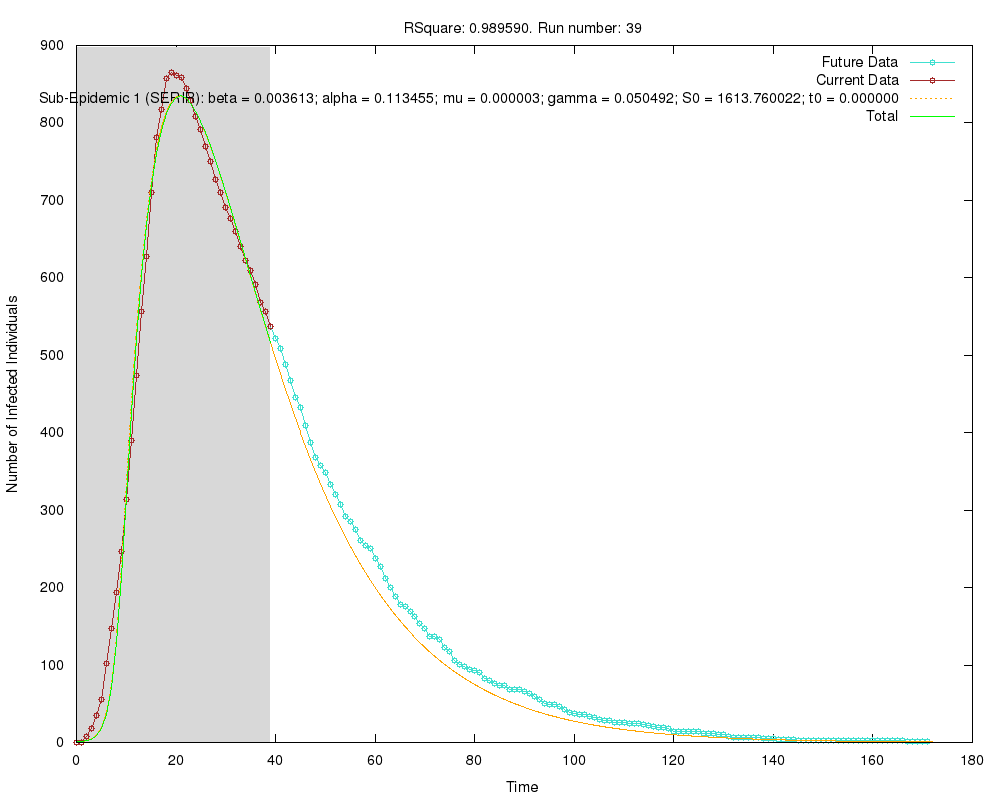 RSquare: 0.989590. Run number: 39
Number of Infected Individuals
900
800
700
600
500
400
300
200
100
0
Future Data
Current Data
Sub-Epidemic 1 (SEIR): beta = 0.003613; alpha = 0.113455; mu = 0.000003; gamma = 0.050492; S0 = 1613.760022; t0 = 0.000000
Total
0 20 40 60 80 100 120 140 160 180
Time